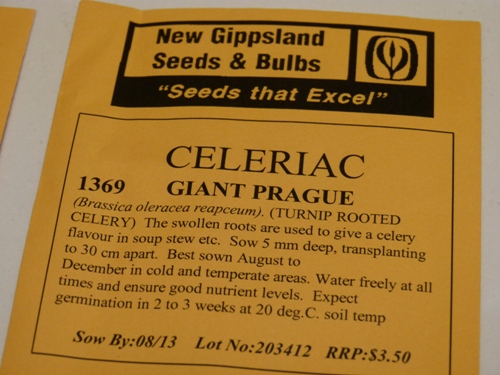 New Gippsland
Seeds & Bulbs
"Seeds that Excel"
CELERIAC
1369 GIANT PRAGUE
(Brassica oleracea reapceum). (TURNIP ROOTED
CELERY) The swollen roots are used to give a celery
flavour in soup stew etc. Sow 5 mm deep, transplanting
to 30 cm apart. Best sown August to
December in cold and temperate areas. Water freely at all
times and ensure good nutrient levels. Expect
germination in 2 to 3 weeks at 20 deg.C. soil temp
Sow By:08/13 Lot No:203412 RRP:$3.50